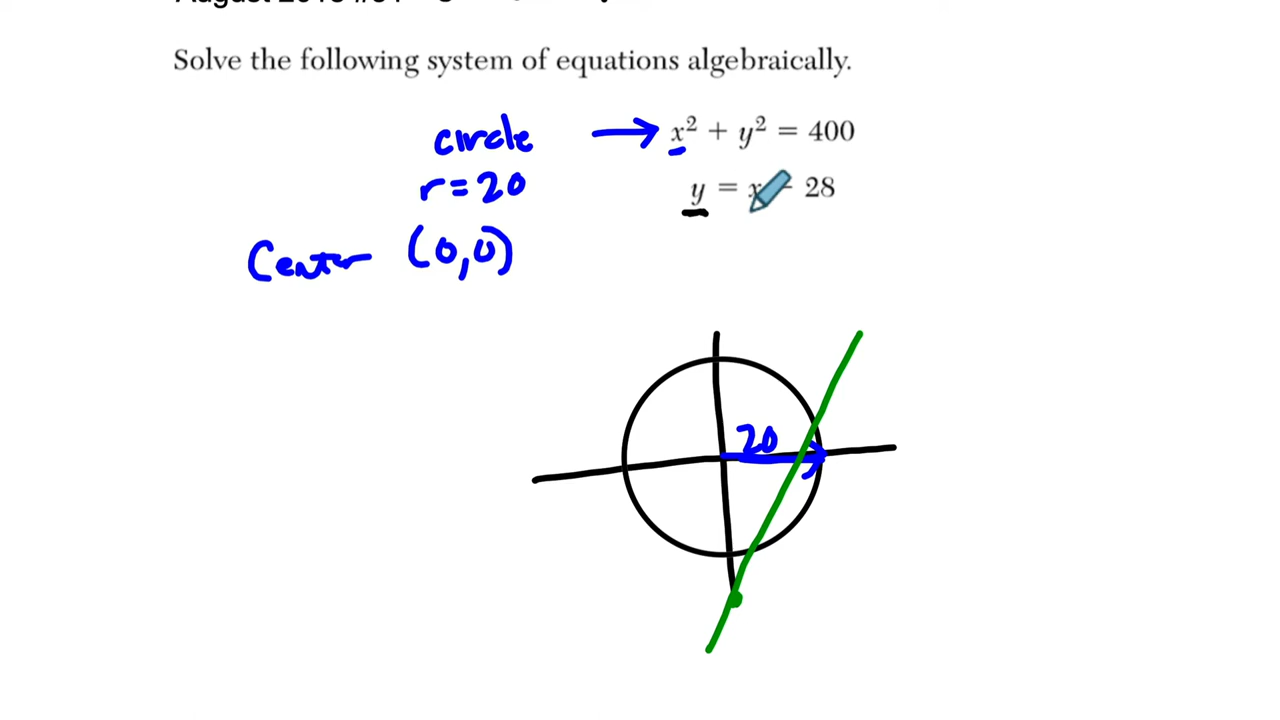 Solve the following system of equations algebraically.
circle → x² + y² = 400
r = 20 y = 28
Center (0,0)
20